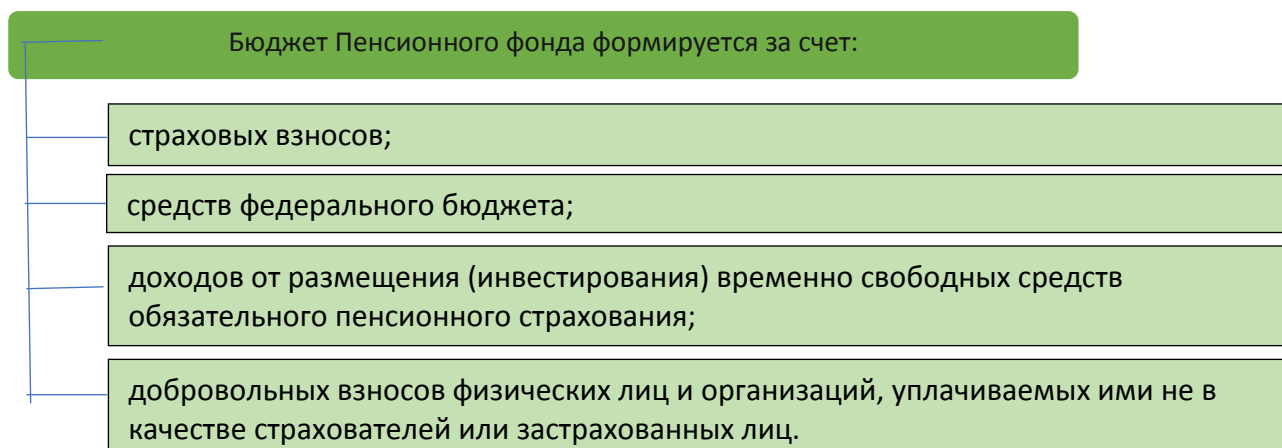 Бюджет Пенсионного фонда формируется за счет:
страховых взносов;
средств федерального бюджета;
доходов от размещения (инвестирования) временно свободных средств
обязательного пенсионного страхования;
добровольных взносов физических лиц и организаций, уплачиваемых ими не в
качестве страхователей или застрахованных лиц.